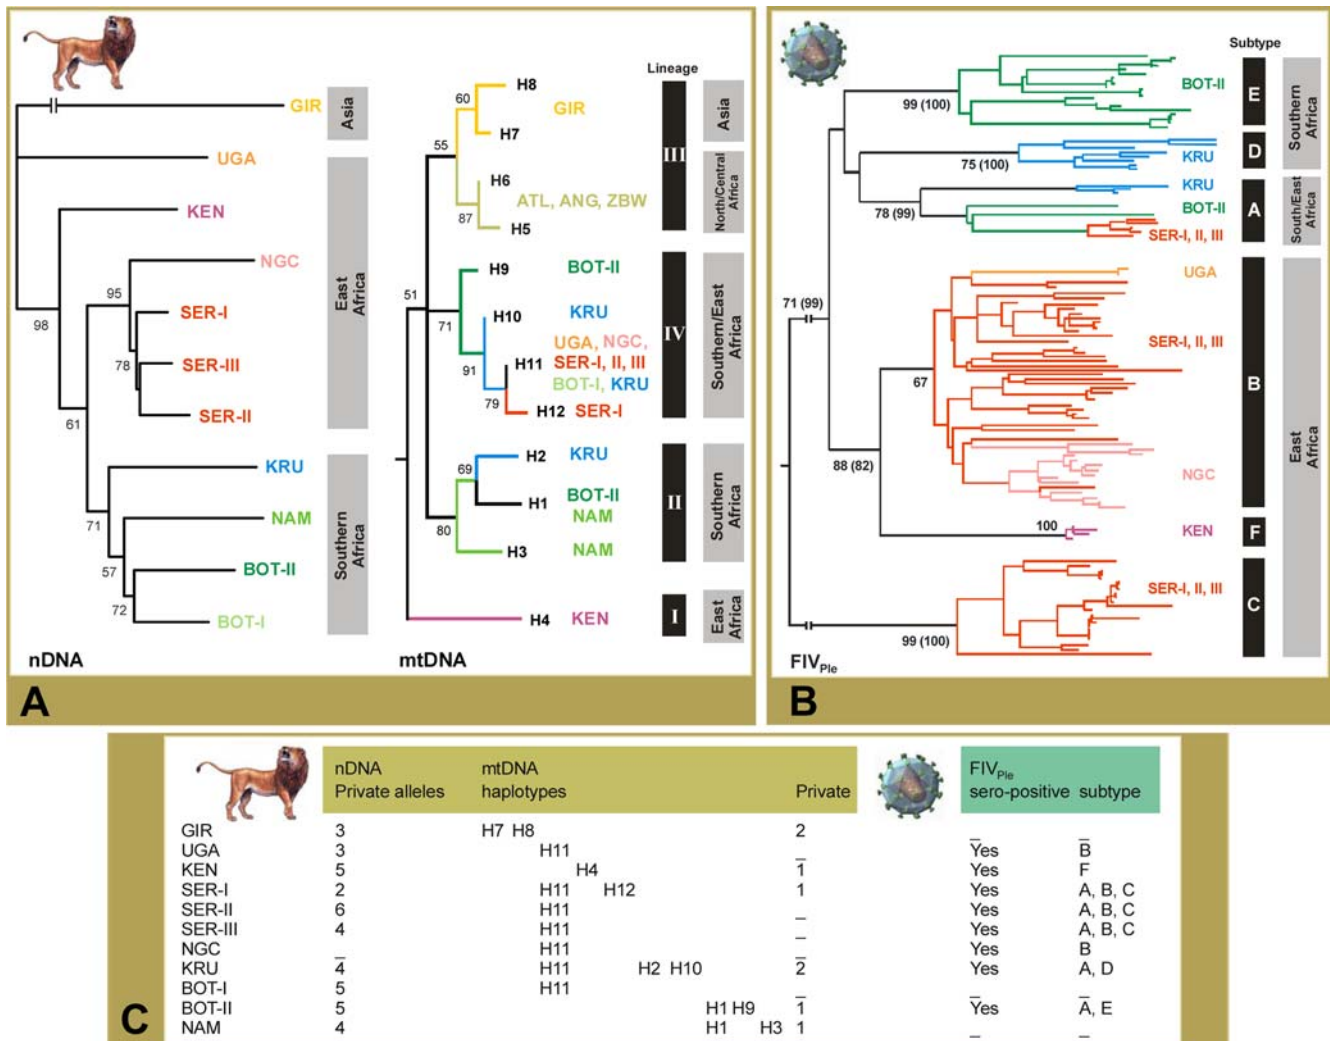 GIR
UGA
KEN
NGC
95
SER-I
98
78
SER-III
SER-II
61
KRU
71
NAM
57
BOT-II
72
BOT-I
Asia
East Africa
Southern Africa
nDNA
Lineage
H8
60
GIR
H7
55
III
Asia
H6
ATL, ANG, ZBW
87
H5
North/Central Africa
51
H9
BOT-II
71
H10
KRU
UGA, NGC,
91
H11
SER-I, II, III
BOT-I, KRU
79
H12
SER-I
IV
Southern/East Africa
H2
KRU
69
BOT-II
H1
NAM
80
H3
NAM
II
Southern Africa
H4
KEN
I
East Africa
mtDNA
A
Subtype
BOT-II
99 (100)
E
KRU
75 (100)
D
Southern Africa
KRU
BOT-II
78 (99)
SER-I, II, III
A
South/East Africa
UGA
71 (99)
SER-I, II, III
67
B
NGC
88 (82)
100
KEN
F
East Africa
SER-I, II, III
C
99 (100)
FIVPle
B
nDNA mtDNA FIVPle
Private alleles haplotypes Private sero-positive subtype
GIR 3 H7 H8 2 _ _
UGA 3 H11 _ Yes B
KEN 5 H4 1 Yes F
SER-I 2 H11 H12 1 Yes A, B, C
SER-II 6 H11 _ Yes A, B, C
SER-III 4 H11 _ Yes A, B, C
NGC _ H11 _ Yes B
KRU 4 H11 H2 H10 2 Yes A, D
BOT-I 5 H11 _ _ _
BOT-II 5 H1 H9 1 Yes A, E
NAM 4 H1 H3 1 _ _
C